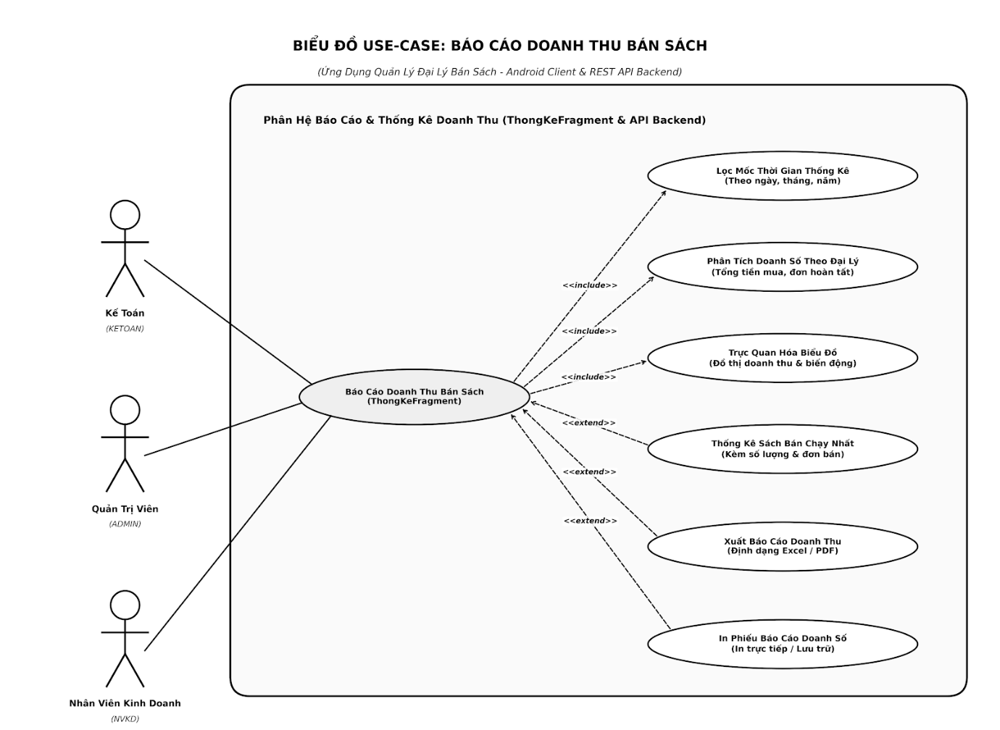 BIỂU ĐỒ USE-CASE: BÁO CÁO DOANH THU BÁN SÁCH
(Ứng Dụng Quản Lý Đại Lý Bán Sách - Android Client & REST API Backend)
Phân Hệ Báo Cáo & Thống Kê Doanh Thu (ThongKeFragment & API Backend)
Lọc Mốc Thời Gian Thống Kê
(Theo ngày, tháng, năm)
Phân Tích Doanh Số Theo Đại Lý
(Tổng tiền mua, đơn hoàn tất)
<<include>>
Kế Toán
(KETOAN)
<<include>>
Trực Quan Hóa Biểu Đồ
(Đồ thị doanh thu & biến động)
<<include>>
Báo Cáo Doanh Thu Bán Sách
(ThongKeFragment)
<<extend>>
Thống Kê Sách Bán Chạy Nhất
(Kèm số lượng & đơn bán)
<<extend>>
Quản Trị Viên
(ADMIN)
<<extend>>
Xuất Báo Cáo Doanh Thu
(Định dạng Excel / PDF)
In Phiếu Báo Cáo Doanh Số
(In trực tiếp / Lưu trữ)
Nhân Viên Kinh Doanh
(NVKD)